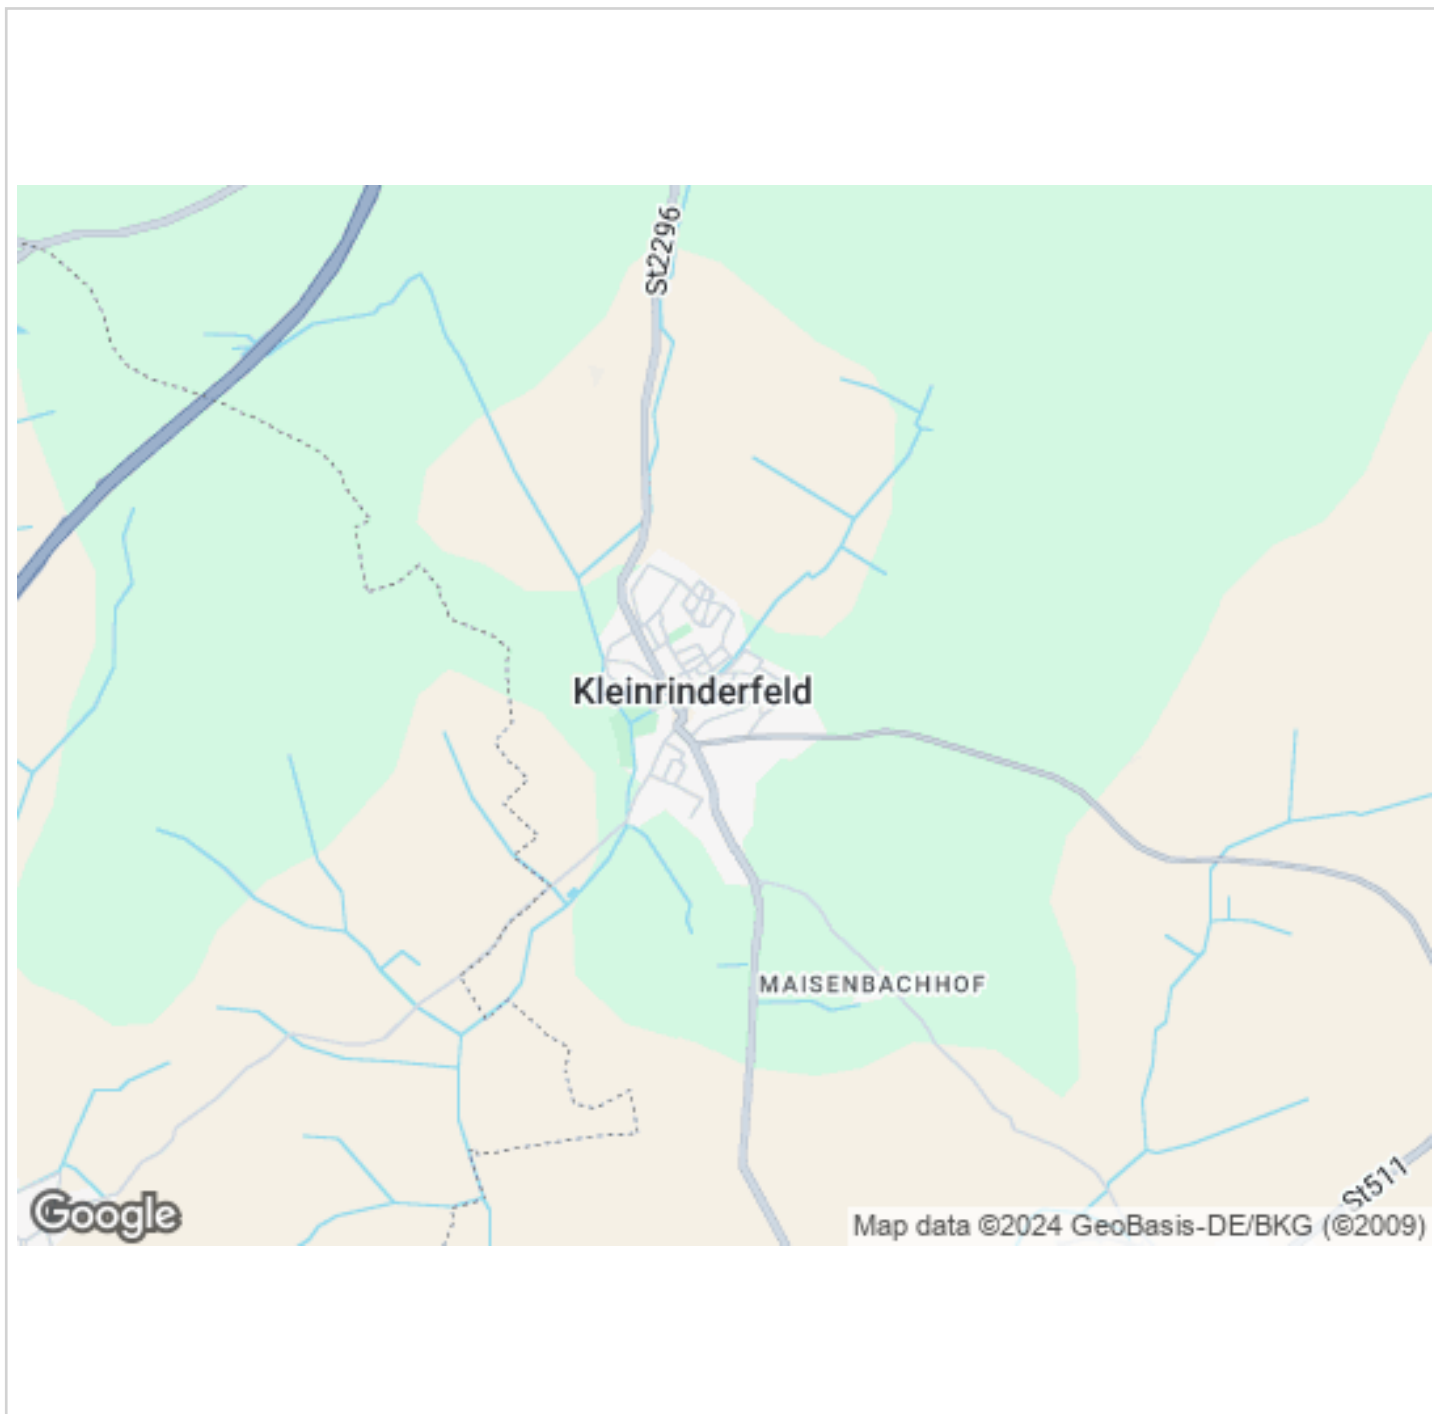 St2296
Kleinrinderfeld
MAISENBACHHOF
St511
Google
Map data ©2024 GeoBasis-DE/BKG (©2009)